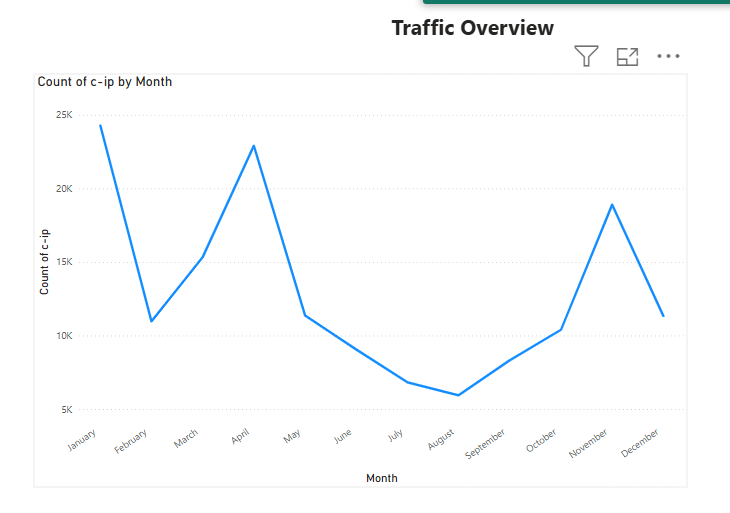 Traffic Overview
Count of c-ip by Month
Count of c-ip
25K
20K
15K
10K
5K
January
February
March
April
May
June
July
August
September
October
November
December
Month